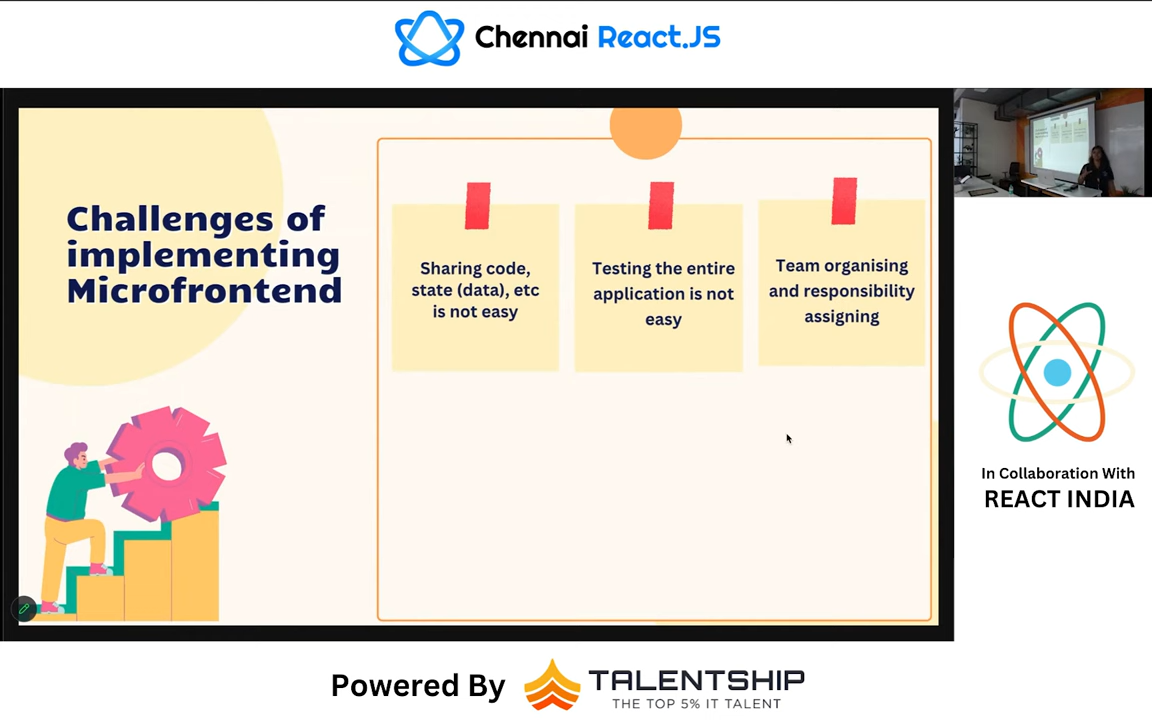 Chennai React.JS
Challenges of
implementing
Microfrontend
Sharing code,
state (data), etc
is not easy
Testing the entire
application is not
easy
Team organising
and responsibility
assigning
In Collaboration With
REACT INDIA
Powered By
TALENTSHIP
THE TOP 5% IT TALENT